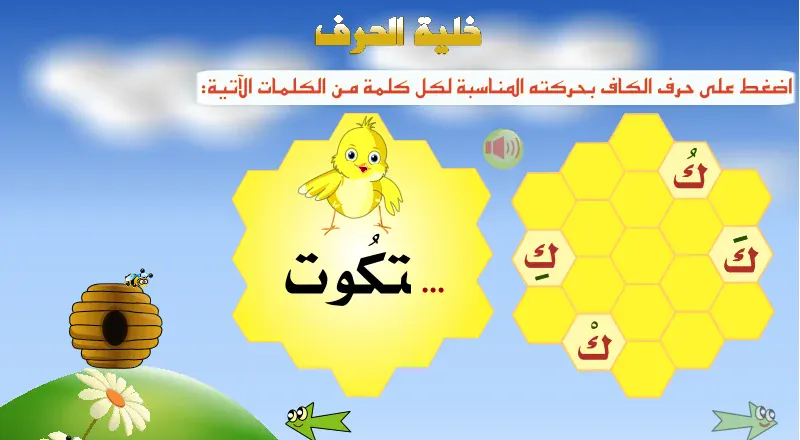 خلية الحرف
اضغط على حرف الكاف بحركته المناسبة لكل كلمة من الكلمات الآتية:
... تكُوت
كُ
كَ
كِ
كْ